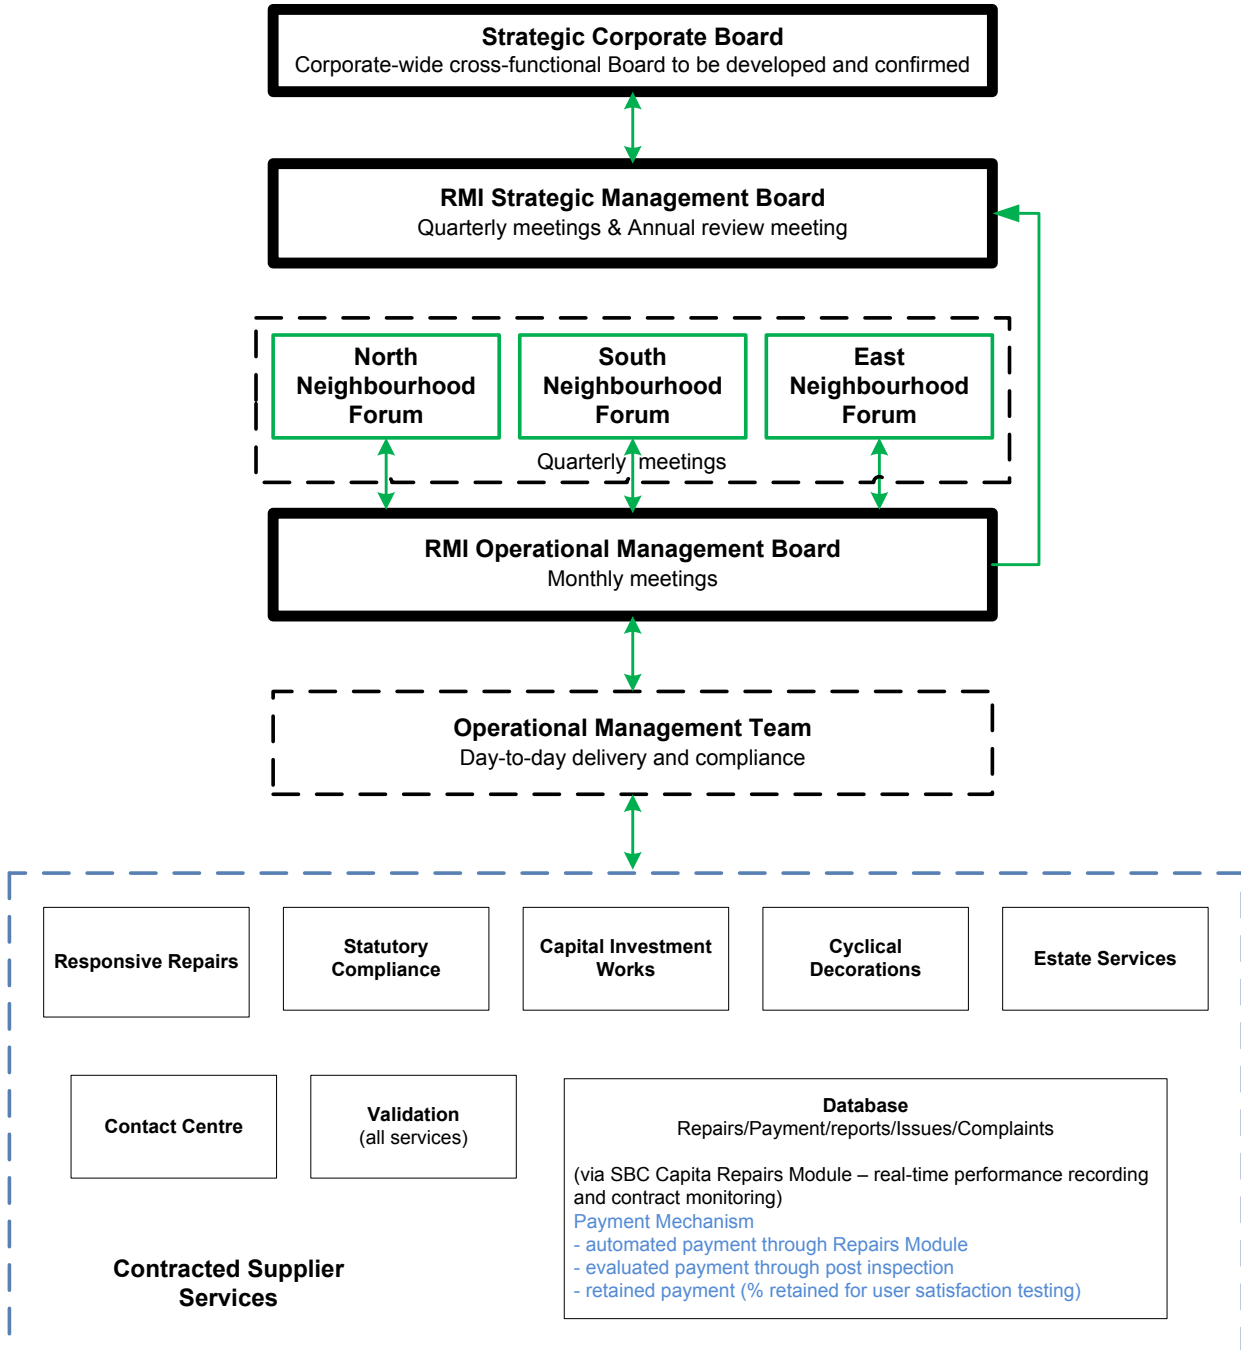 Strategic Corporate Board
Corporate-wide cross-functional Board to be developed and confirmed
RMI Strategic Management Board
Quarterly meetings & Annual review meeting
North
Neighbourhood
Forum
South
Neighbourhood
Forum
East
Neighbourhood
Forum
Quarterly meetings
RMI Operational Management Board
Monthly meetings
Operational Management Team
Day-to-day delivery and compliance
Responsive Repairs
Statutory
Compliance
Capital Investment
Works
Cyclical
Decorations
Estate Services
Contact Centre
Validation
(all services)
Database
Repairs/Payment/reports/Issues/Complaints
(via SBC Capita Repairs Module – real-time performance recording
and contract monitoring)
Payment Mechanism
- automated payment through Repairs Module
- evaluated payment through post inspection
- retained payment (% retained for user satisfaction testing)
Contracted Supplier
Services